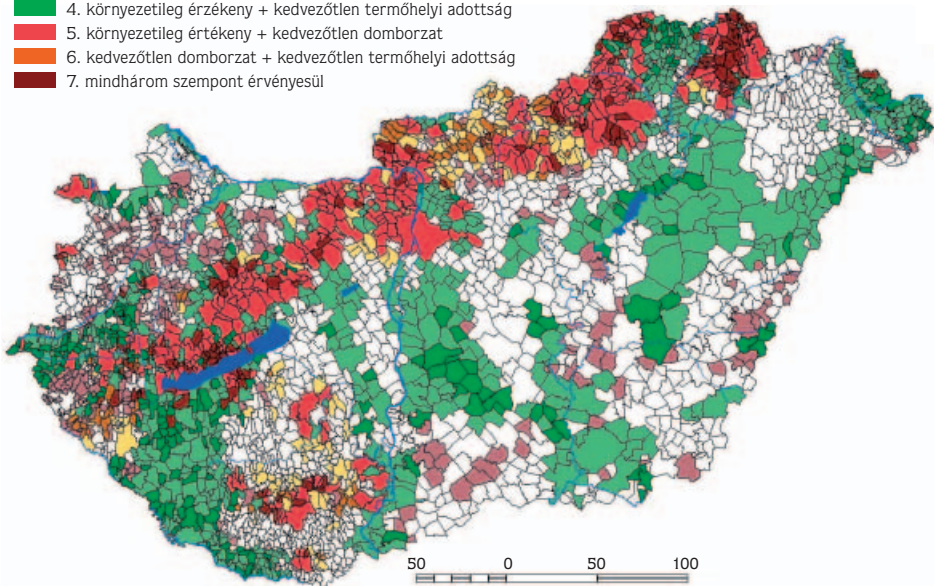 4. környezetileg érzékeny + kedvezőtlen termőhelyi adottság
5. környezetileg értékeny + kedvezőtlen domborzat
6. kedvezőtlen domborzat + kedvezőtlen termőhelyi adottság
7. mindhárom szempont érvényesül
50 0 50 100